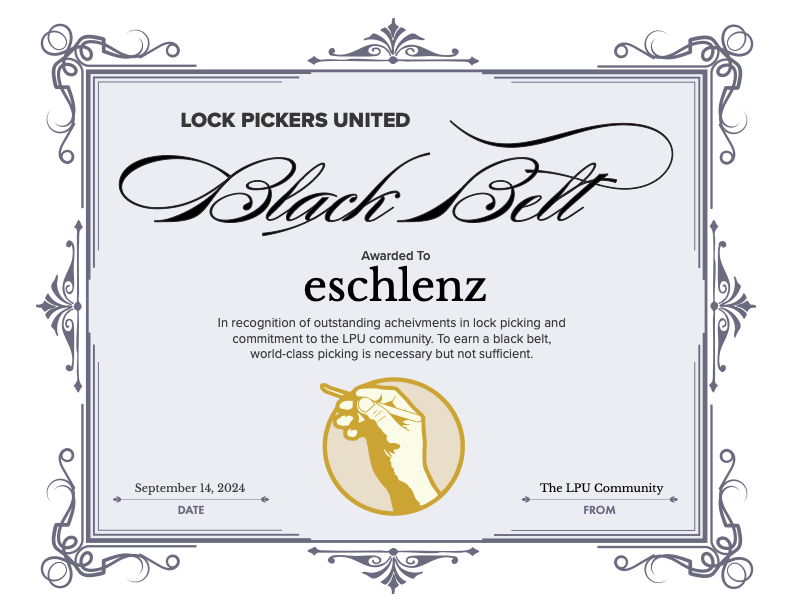 LOCK PICKERS UNITED
Black Belt
Awarded To
eschlenz
In recognition of outstanding acheivments in lock picking and
commitment to the LPU community. To earn a black belt,
world-class picking is necessary but not sufficient.
September 14, 2024
DATE
The LPU Community
FROM